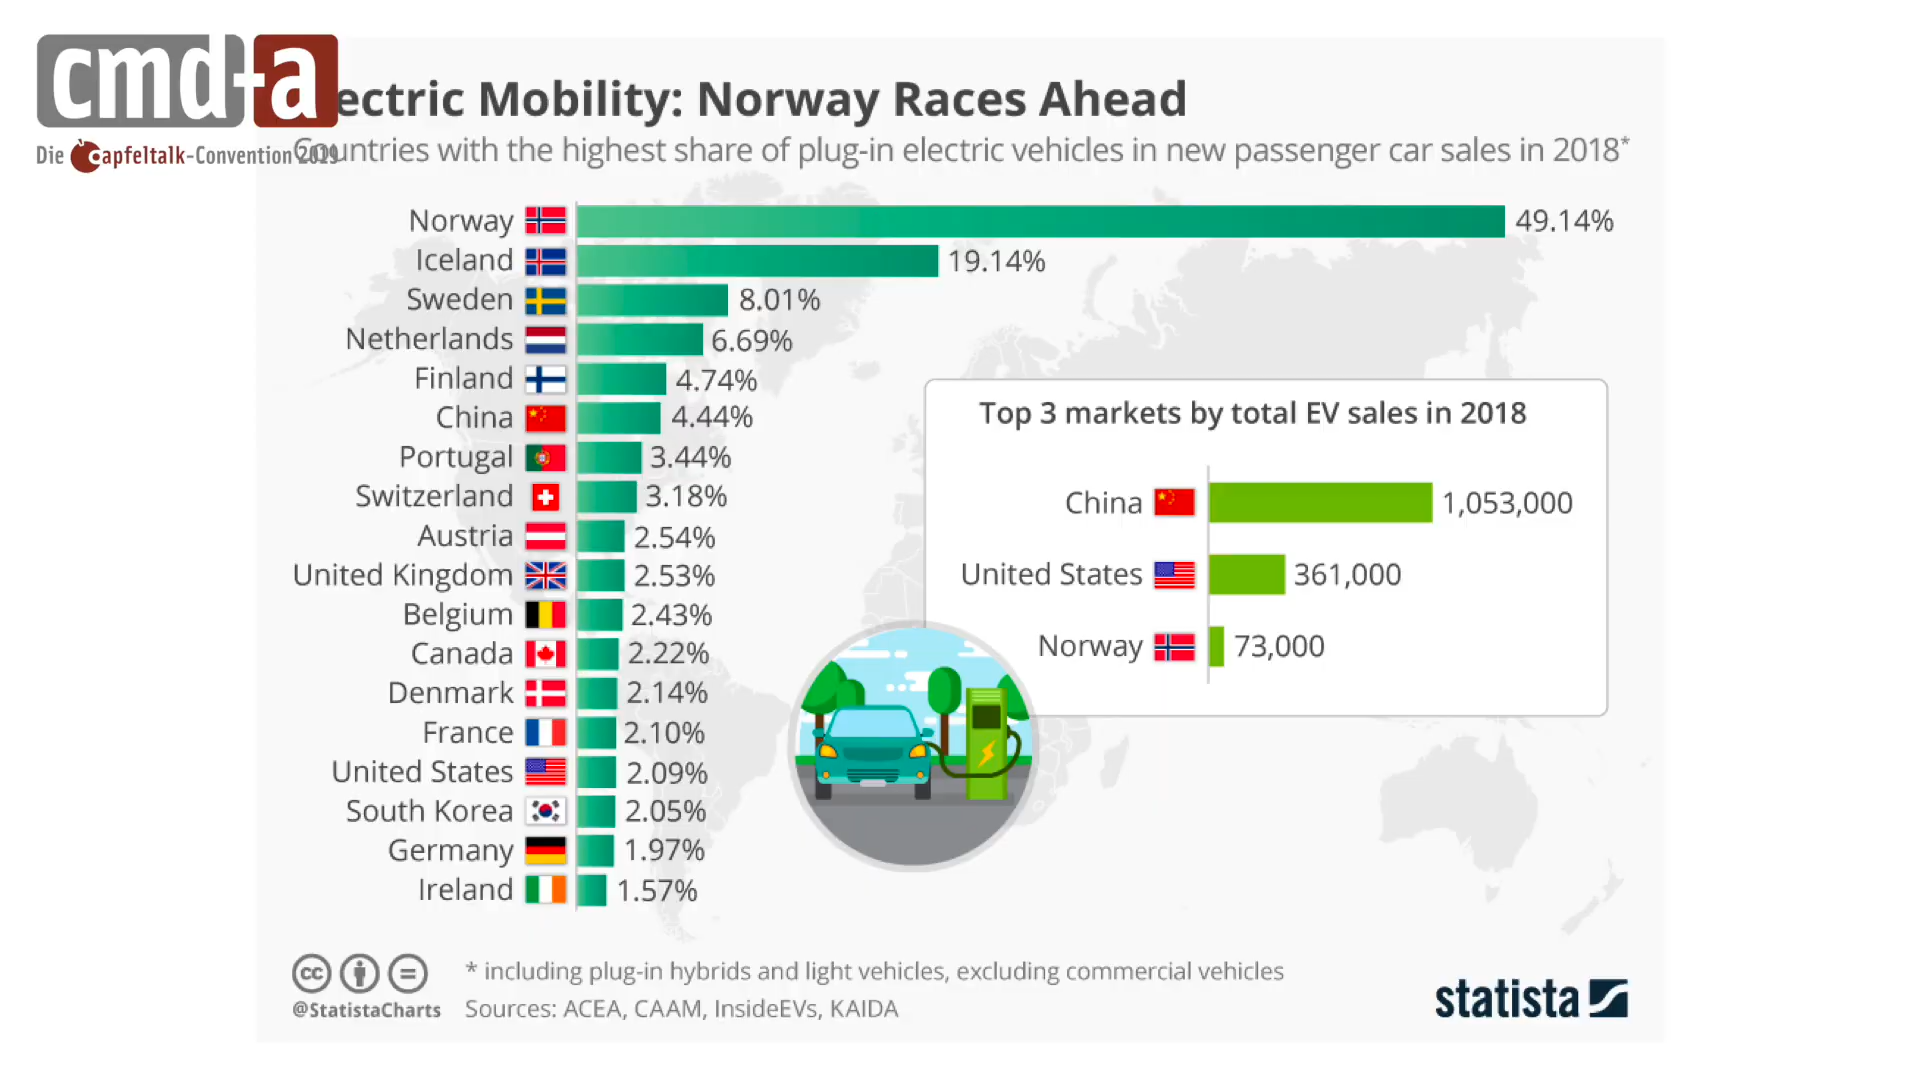 cmd+a
Die apfeltalk-Convention 2019
ectric Mobility: Norway Races Ahead
Countries with the highest share of plug-in electric vehicles in new passenger car sales in 2018*
Norway 49.14%
Iceland 19.14%
Sweden 8.01%
Netherlands 6.69%
Finland 4.74%
China 4.44%
Portugal 3.44%
Switzerland 3.18%
Austria 2.54%
United Kingdom 2.53%
Belgium 2.43%
Canada 2.22%
Denmark 2.14%
France 2.10%
United States 2.09%
South Korea 2.05%
Germany 1.97%
Ireland 1.57%
Top 3 markets by total EV sales in 2018
China 1,053,000
United States 361,000
Norway 73,000
cc
@StatistaCharts
* including plug-in hybrids and light vehicles, excluding commercial vehicles
Sources: ACEA, CAAM, InsideEVs, KAIDA
statista